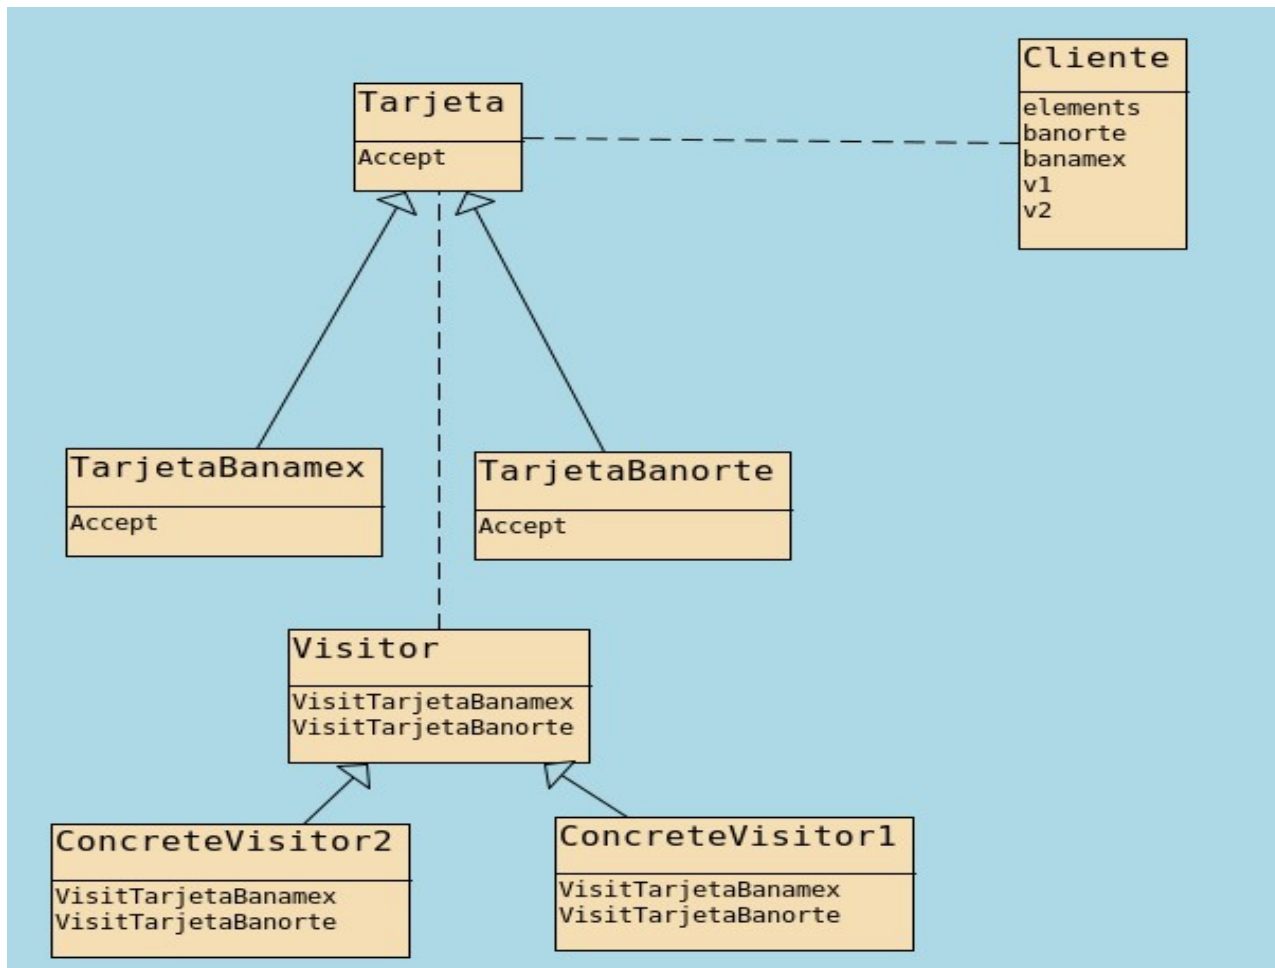 Cliente
elements
banorte
banamex
v1
v2
Tarjeta
Accept
TarjetaBanamex
Accept
TarjetaBanorte
Accept
Visitor
VisitTarjetaBanamex
VisitTarjetaBanorte
ConcreteVisitor2
VisitTarjetaBanamex
VisitTarjetaBanorte
ConcreteVisitor1
VisitTarjetaBanamex
VisitTarjetaBanorte